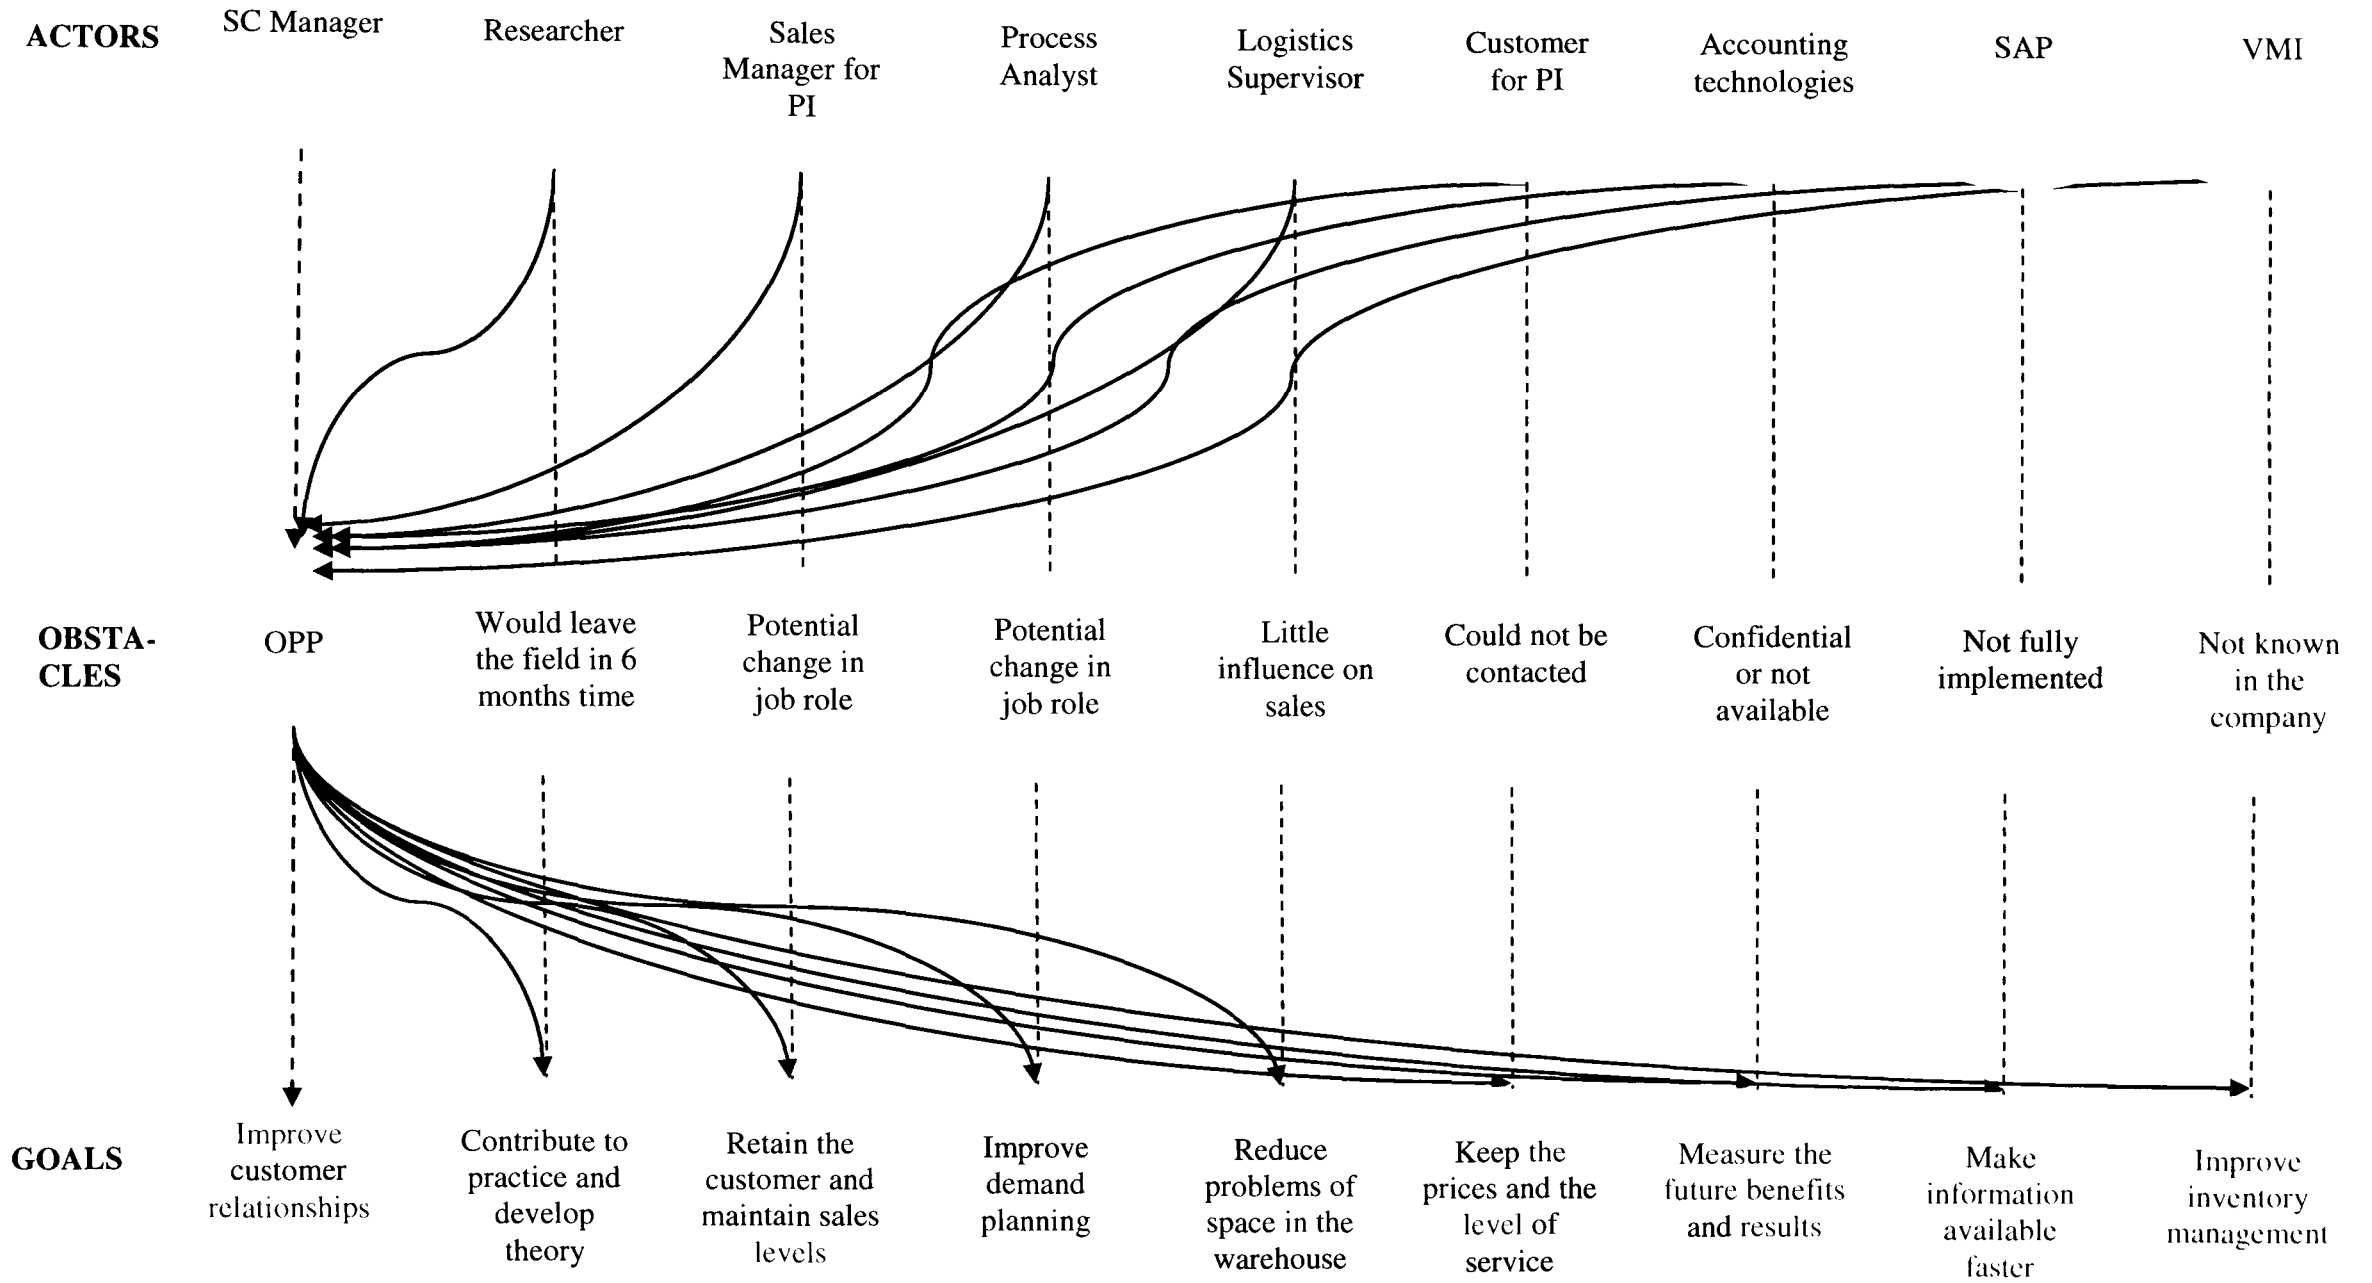 ACTORS
SC Manager
Researcher
Sales
Manager for
PI
Process
Analyst
Logistics
Supervisor
Customer
for PI
Accounting
technologies
SAP
VMI
OBSTA-
CLES
OPP
Would leave
the field in 6
months time
Potential
change in
job role
Potential
change in
job role
Little
influence on
sales
Could not be
contacted
Confidential
or not
available
Not fully
implemented
Not known
in the
company
GOALS
Improve
customer
relationships
Contribute to
practice and
develop
theory
Retain the
customer and
maintain sales
levels
Improve
demand
planning
Reduce
problems of
space in the
warehouse
Keep the
prices and the
level of
service
Measure the
future benefits
and results
Make
information
available
faster
Improve
inventory
management